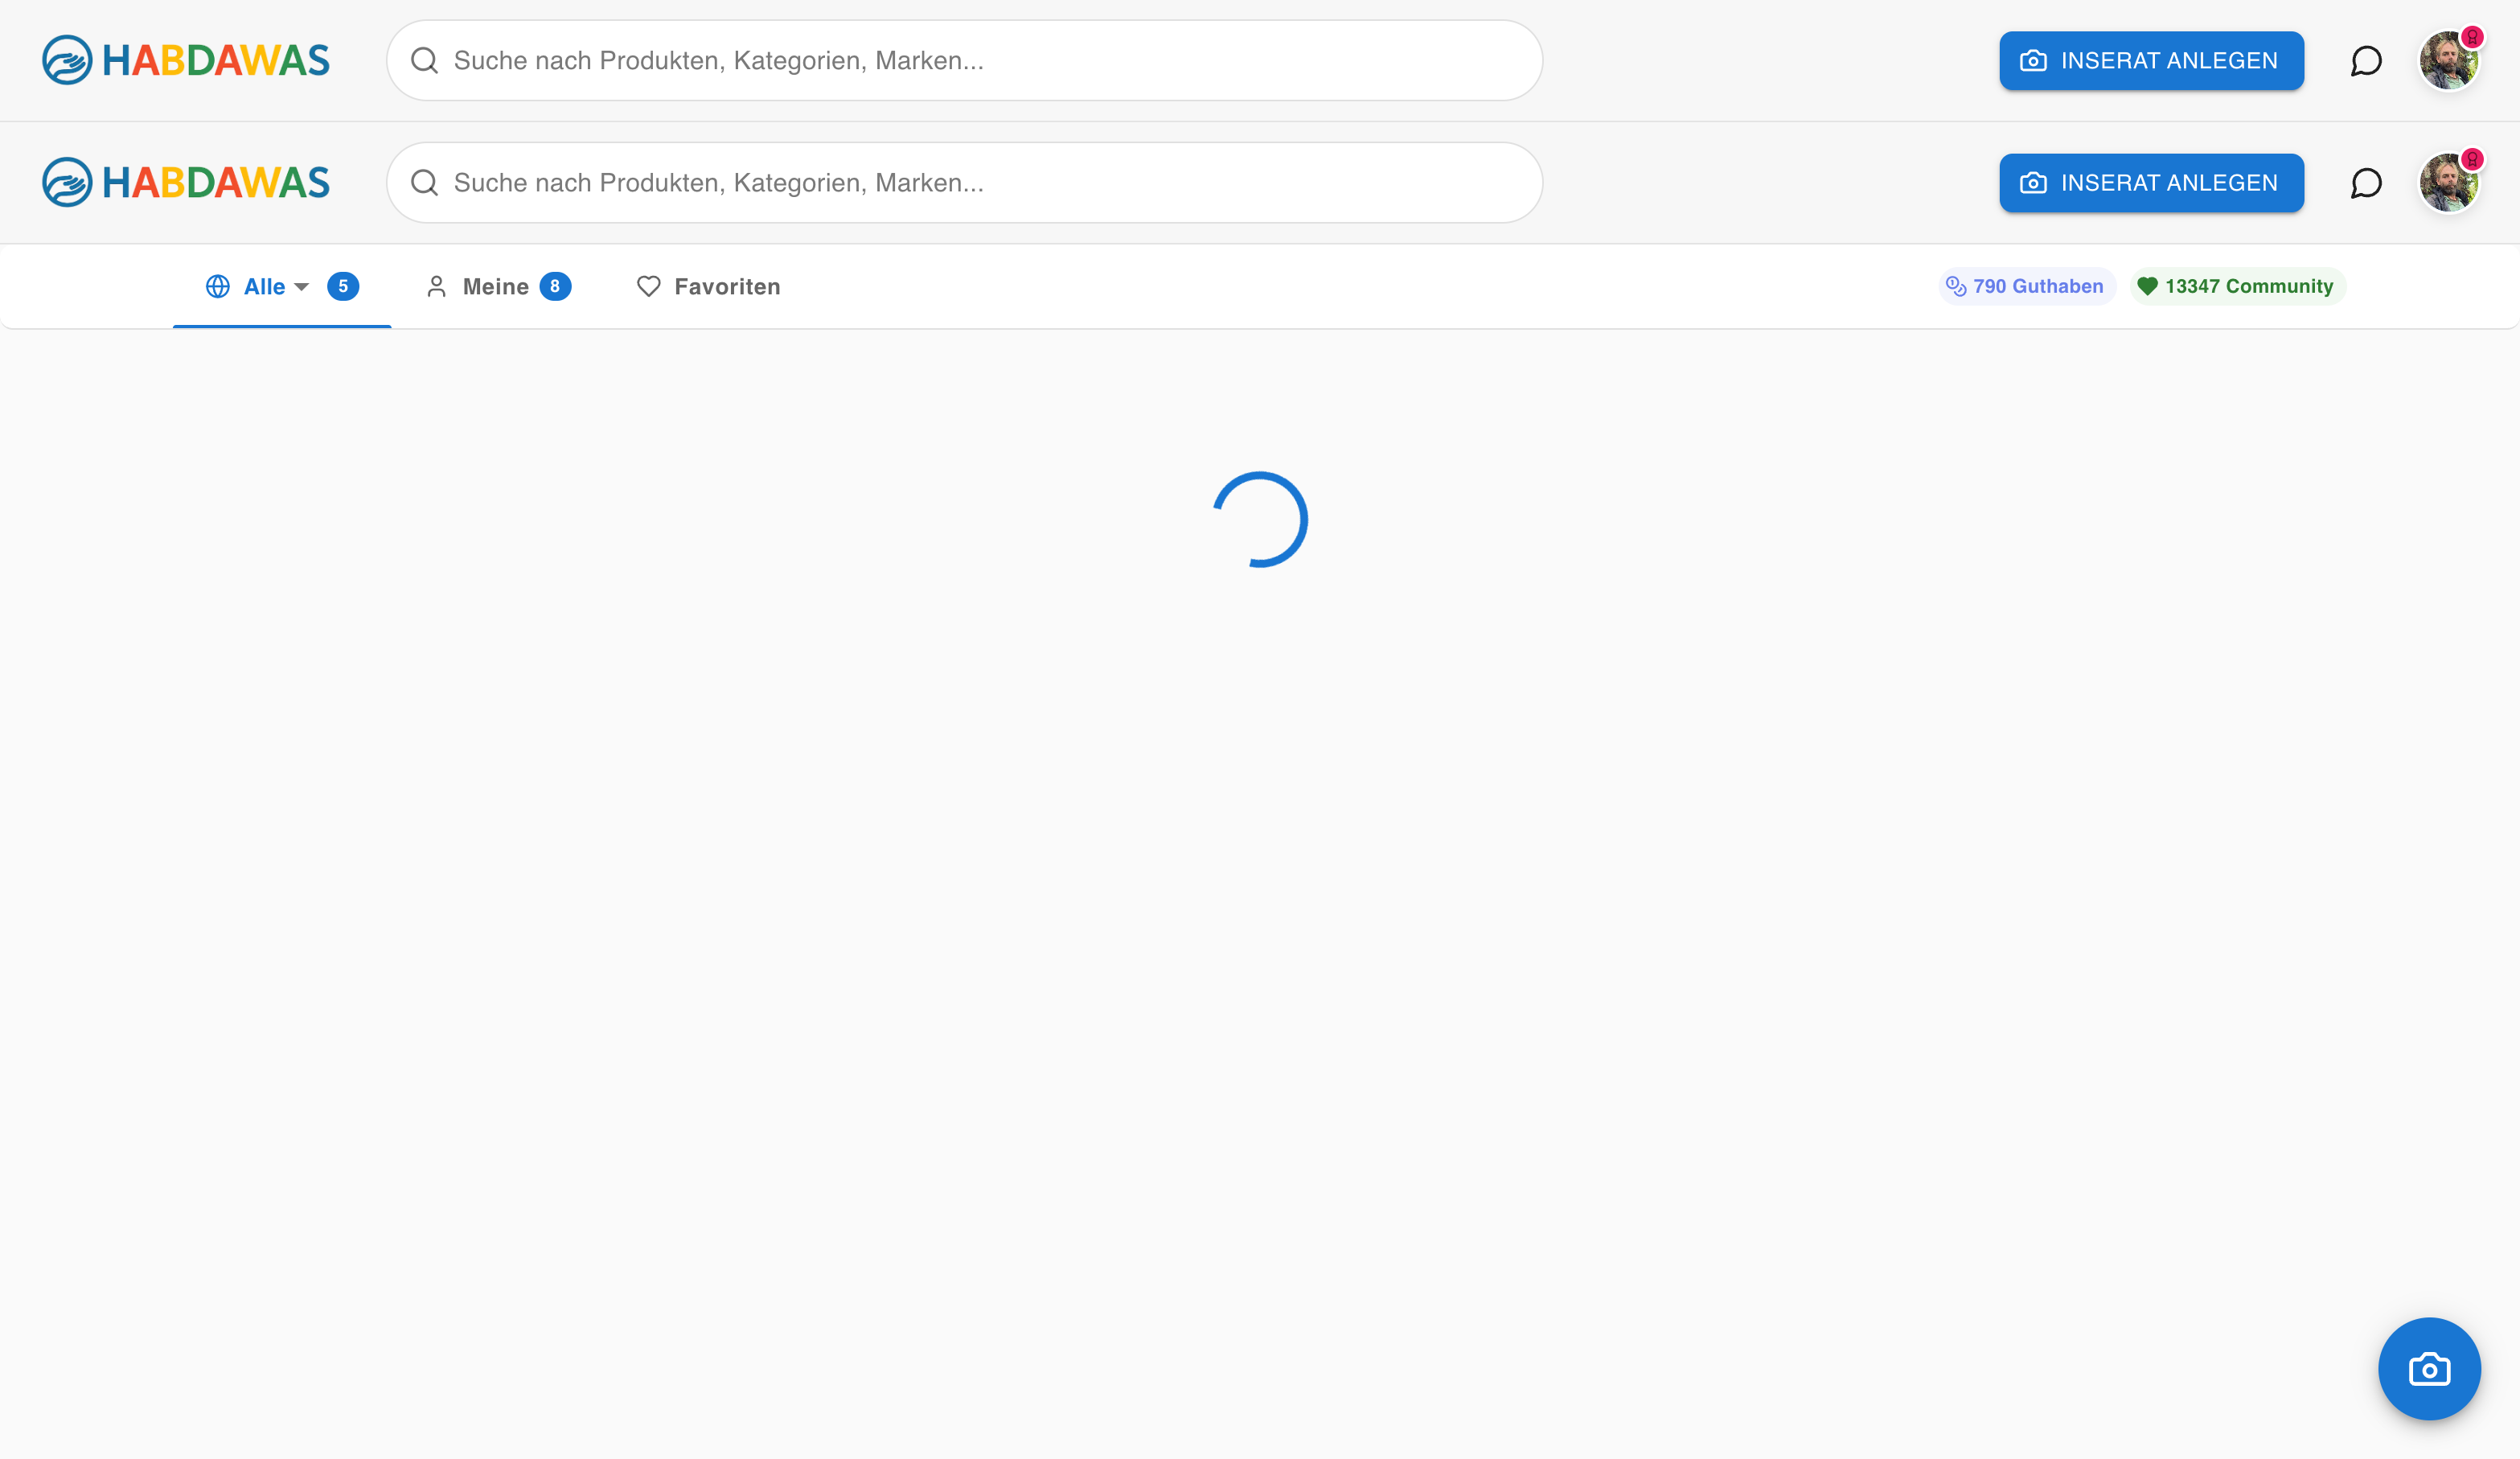 HABDAWAS Suche nach Produkten, Kategorien, Marken... INSERAT ANLEGEN
HABDAWAS Suche nach Produkten, Kategorien, Marken... INSERAT ANLEGEN
Alle 5 Meine 8 Favoriten 790 Guthaben 13347 Community